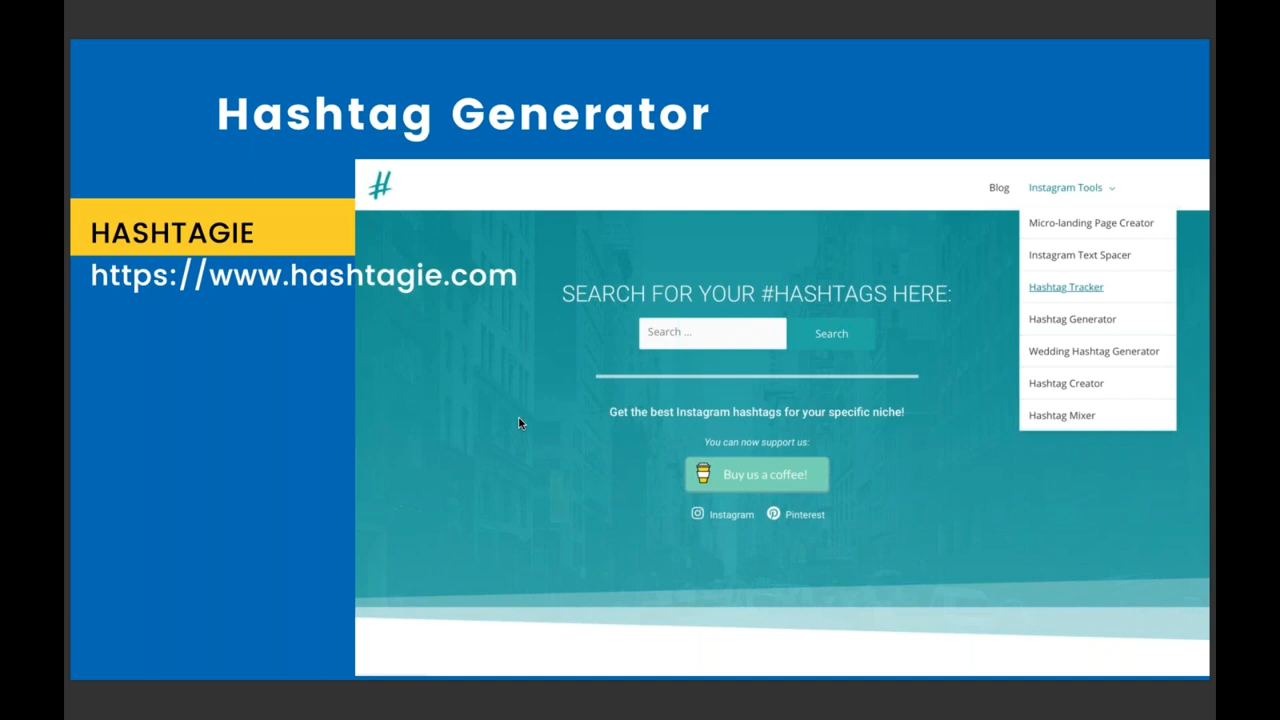 Hashtag Generator
HASHTAGIE
https://www.hashtagie.com
#
Blog
Instagram Tools
Micro-landing Page Creator
Instagram Text Spacer
Hashtag Tracker
Hashtag Generator
Wedding Hashtag Generator
Hashtag Creator
Hashtag Mixer
SEARCH FOR YOUR #HASHTAGS HERE:
Search ...
Search
Get the best Instagram hashtags for your specific niche!
You can now support us:
Buy us a coffee!
Instagram
Pinterest